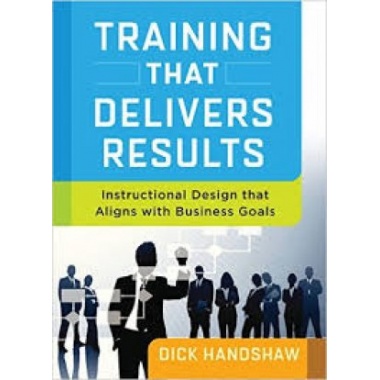 TRAINING
THAT
DELIVERS
RESULTS
Instructional Design that
Aligns with Business Goals
DICK HANDSHAW